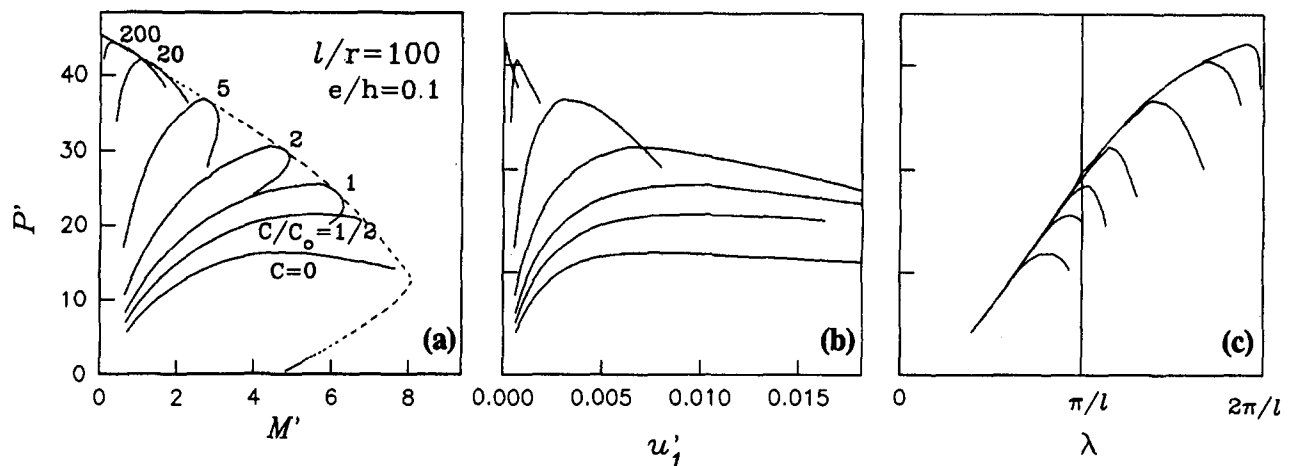 200
20
5
2
1
l/r=100
e/h=0.1
C/C₀=1/2
C=0
40
30
20
10
0
P'
0 2 4 6 8
M'
(a)
0.000 0.005 0.010 0.015
u₁'
(b)
0 π/l 2π/l
λ
(c)